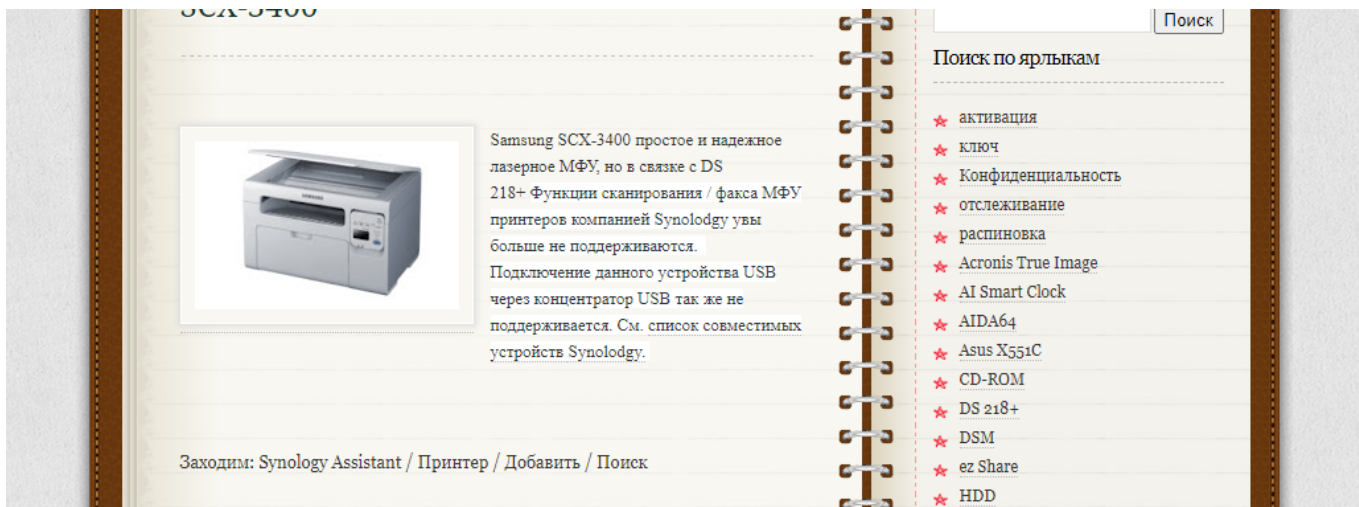 SCX-3400
Samsung SCX-3400 простое и надежное
лазерное МФУ, но в связке с DS
218+ Функции сканирования / факса МФУ
принтеров компанией Synolodgy увы
больше не поддерживаются.
Подключение данного устройства USB
через концентратор USB так же не
поддерживается. См. список совместимых
устройств Synolodgy.
Заходим: Synology Assistant / Принтер / Добавить / Поиск
Поиск
Поиск по ярлыкам
активация
ключ
Конфиденциальность
отслеживание
распиновка
Acronis True Image
AI Smart Clock
AIDA64
Asus X551C
CD-ROM
DS 218+
DSM
ez Share
HDD